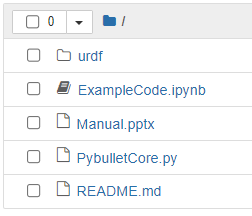 0 /
urdf
ExampleCode.ipynb
Manual.pptx
PybulletCore.py
README.md